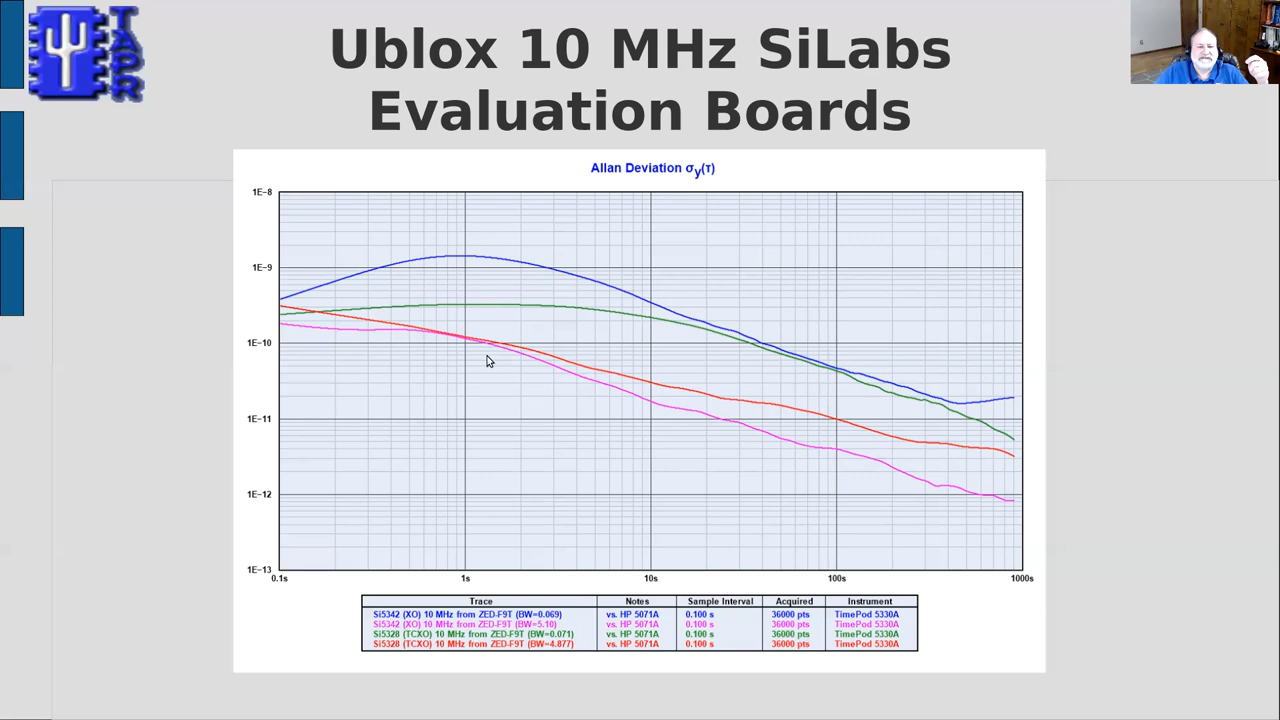 TAPR
Ublox 10 MHz SiLabs
Evaluation Boards
Allan Deviation σy(τ)
1E-8
1E-9
1E-10
1E-11
1E-12
1E-13
0.1s 1s 10s 100s 1000s
Trace Notes Sample Interval Acquired Instrument
Si5342 (XO) 10 MHz from ZED-F9T (BW=0.069) vs. HP 5071A 0.100 s 36000 pts TimePod 5330A
Si5342 (XO) 10 MHz from ZED-F9T (BW=5.10) vs. HP 5071A 0.100 s 36000 pts TimePod 5330A
Si5328 (TCXO) 10 MHz from ZED-F9T (BW=0.071) vs. HP 5071A 0.100 s 36000 pts TimePod 5330A
Si5328 (TCXO) 10 MHz from ZED-F9T (BW=4.877) vs. HP 5071A 0.100 s 36000 pts TimePod 5330A